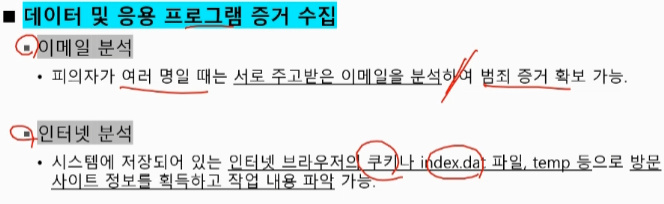 ■ 데이터 및 응용 프로그램 증거 수집
▪ 이메일 분석
• 피의자가 여러 명일 때는 서로 주고받은 이메일을 분석하여 범죄 증거 확보 가능.
▪ 인터넷 분석
• 시스템에 저장되어 있는 인터넷 브라우저의 쿠키나 index.dat 파일, temp 등으로 방문
사이트 정보를 획득하고 작업 내용 파악 가능.